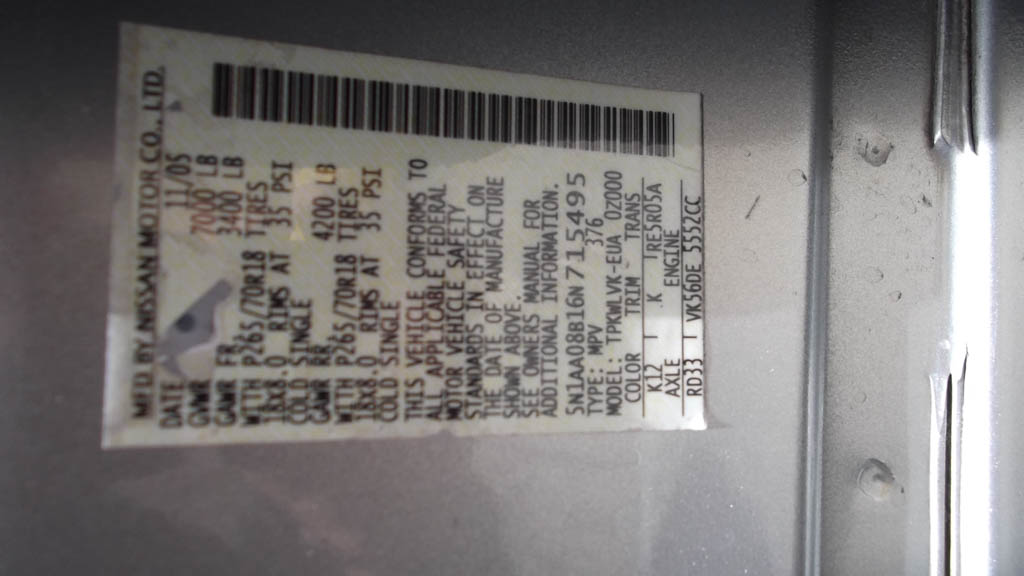 MFD BY NISSAN MOTOR CO., LTD.
DATE 11/05
GVWR 7000 LB
GAWR FR. 3400 LB
WITH P265/70R18 TIRES
18X8.0 RIMS AT 35 PSI
COLD SINGLE
GAWR RR. 4200 LB
WITH P265/70R18 TIRES
18X8.0 RIMS AT 35 PSI
COLD SINGLE
THIS VEHICLE CONFORMS TO
ALL APPLICABLE FEDERAL
MOTOR VEHICLE SAFETY
STANDARDS IN EFFECT ON
THE DATE OF MANUFACTURE
SHOWN ABOVE.
SEE OWNERS MANUAL FOR
ADDITIONAL INFORMATION.
5N1AA08B16N715495
TYPE: MPV 376
MODEL: TPKWLVK-EUA OZ000
COLOR TRIM TRANS
K12 K RE5R05A
AXLE ENGINE
RD33 VK56DE 5552CC